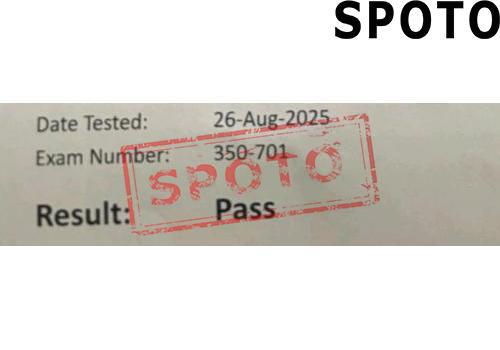 SPOTO
Date Tested: 26-Aug-2025
Exam Number: 350-701
SPOTO
Result: Pass